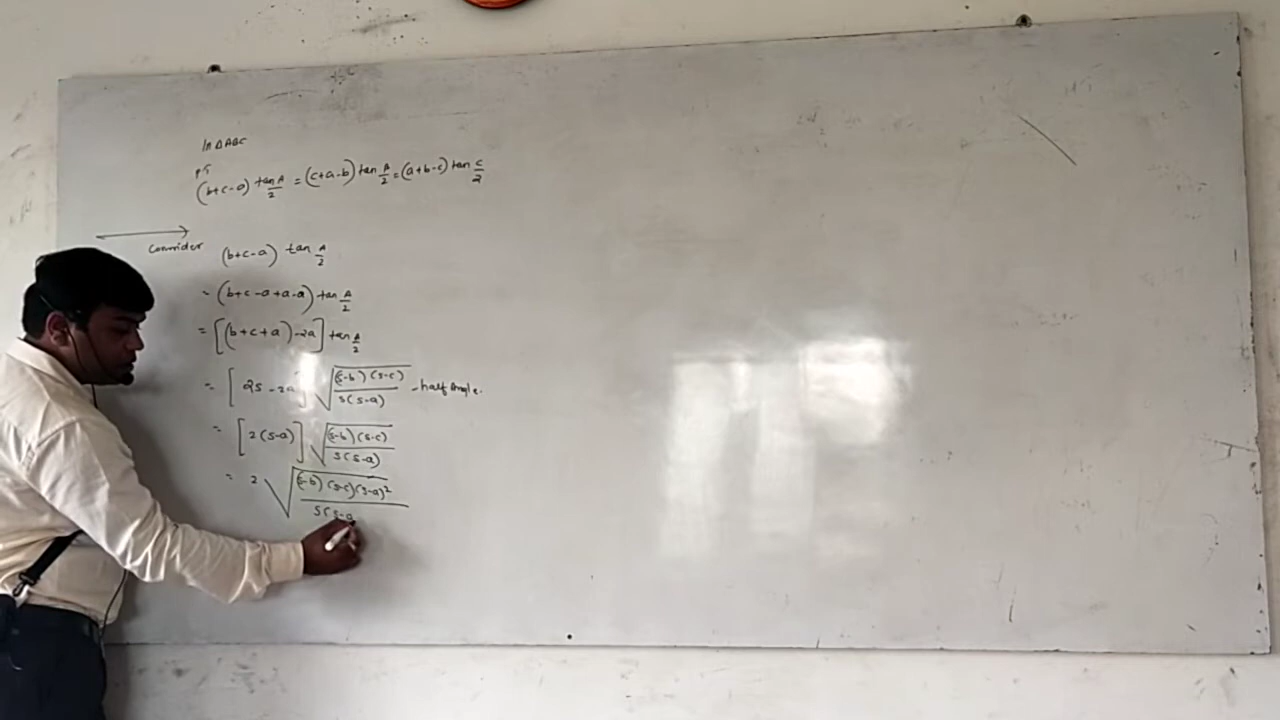 In ΔABC
PT
(b+c-a) tan A/2 = (c+a-b) tan A/2 = (a+b-c) tan C/2
Consider (b+c-a) tan A/2
= (b+c-a+a-a) tan A/2
= [(b+c+a)-2a] tan A/2
= [2s-2a] √((s-b)(s-c)/s(s-a)) - half Angle.
= [2(s-a)] √((s-b)(s-c)/s(s-a))
= 2 √((s-b)(s-c)(s-a)²/s(s-a